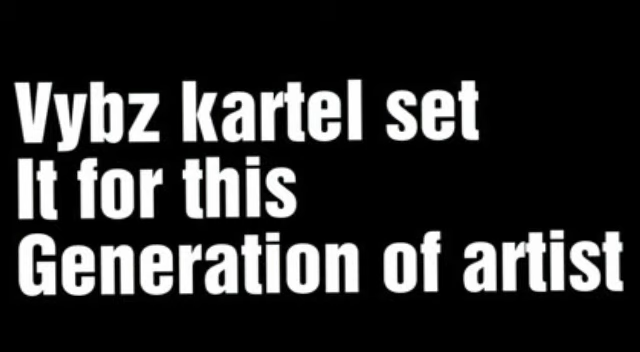 Vybz kartel set
It for this
Generation of artist